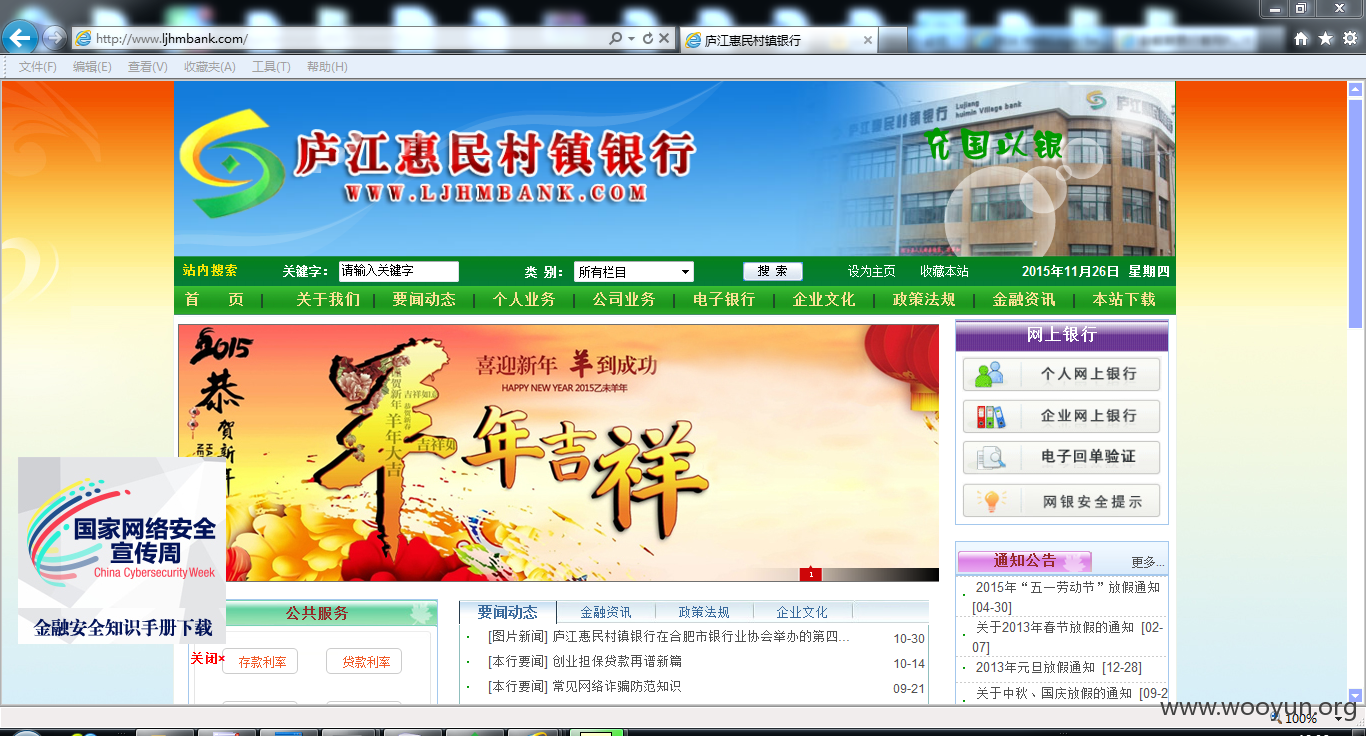 http://www.ljhmbank.com/
庐江惠民村镇银行
文件(F) 编辑(E) 查看(V) 收藏夹(A) 工具(T) 帮助(H)
庐江惠民村镇银行
WWW.LJHMBANK.COM
庐江惠民村镇银行
Lujiang
huimin Village bank
站内搜索 关键字： 请输入关键字 类 别： 所有栏目 搜 索 设为主页 收藏本站 2015年11月26日 星期四
首 页 | 关于我们 | 要闻动态 | 个人业务 | 公司业务 | 电子银行 | 企业文化 | 政策法规 | 金融资讯 | 本站下载
2015
恭
贺新年
喜迎新年 羊到成功
HAPPY NEW YEAR 2015乙未羊年
羊年吉祥
吉祥如
1
网上银行
个人网上银行
企业网上银行
电子回单验证
网银安全提示
国家网络安全
宣传周
China Cybersecurity Week
金融安全知识手册下载
关闭×
公共服务
存款利率 贷款利率
要闻动态 金融资讯 政策法规 企业文化
[图片新闻] 庐江惠民村镇银行在合肥市银行业协会举办的第四... 10-30
[本行要闻] 创业担保贷款再谱新篇 10-14
[本行要闻] 常见网络诈骗防范知识 09-21
通知公告 更多...
2015年“五一劳动节”放假通知
[04-30]
关于2013年春节放假的通知 [02-
07]
2013年元旦放假通知 [12-28]
关于中秋、国庆放假的通知 [09-2
www.wooyun.org
100%